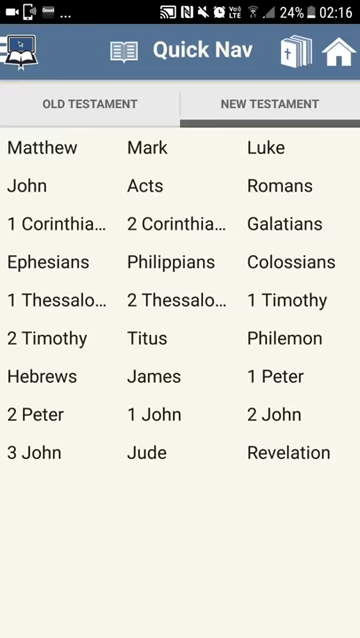 ... 24% 02:16
Quick Nav
OLD TESTAMENT NEW TESTAMENT
Matthew Mark Luke
John Acts Romans
1 Corinthia... 2 Corinthia... Galatians
Ephesians Philippians Colossians
1 Thessalo... 2 Thessalo... 1 Timothy
2 Timothy Titus Philemon
Hebrews James 1 Peter
2 Peter 1 John 2 John
3 John Jude Revelation